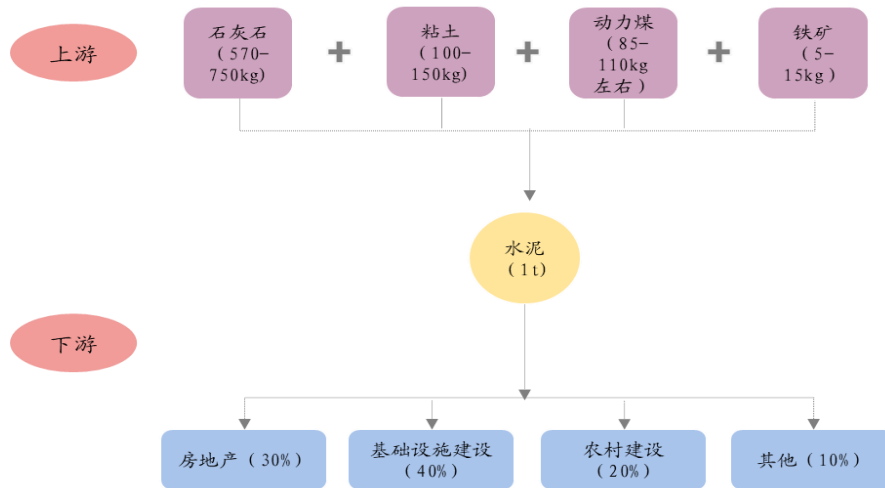 上游
石灰石
（570-
750kg)
粘土
（100-
150kg)
动力煤
（85-
110kg
左右）
铁矿
（5-
15kg）
水泥
（1t)
下游
房地产（30%）
基础设施建设
（40%）
农村建设
（20%）
其他（10%）